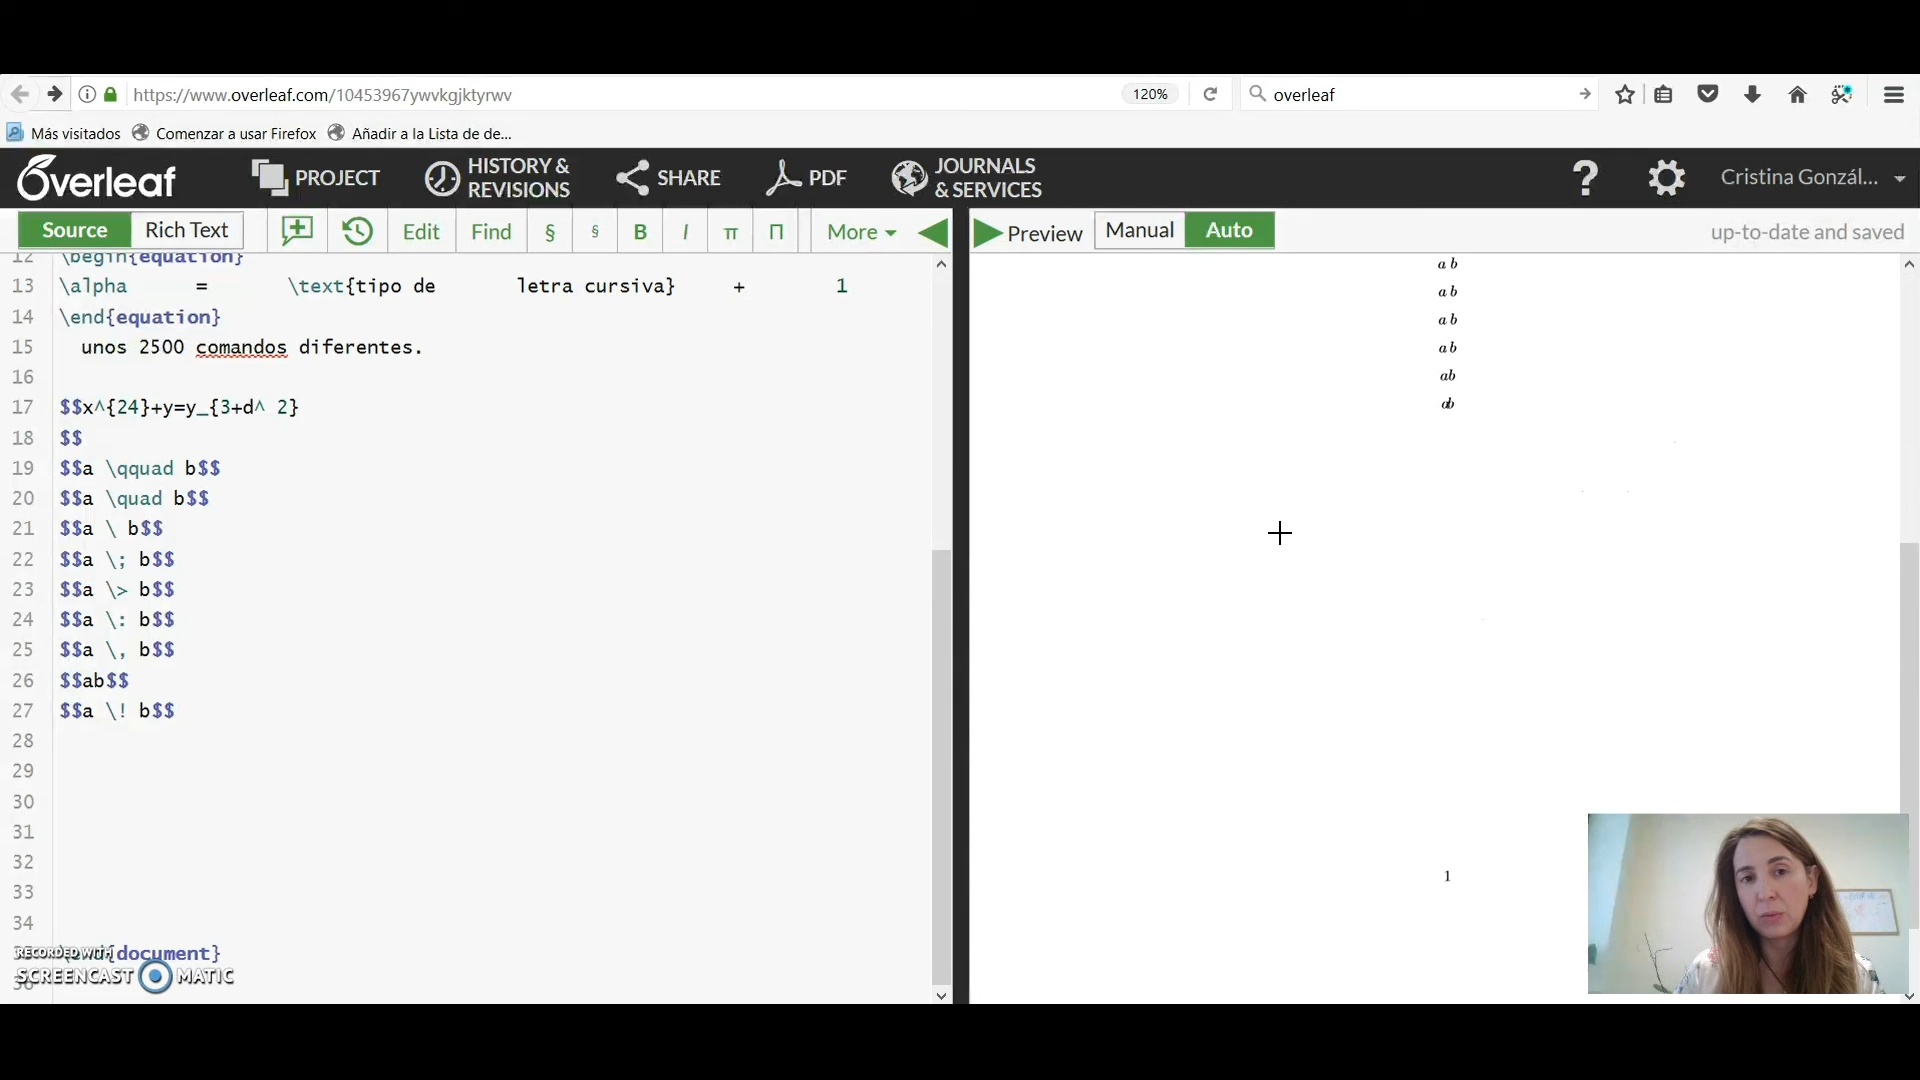 https://www.overleaf.com/10453967ywvkgjktyrwv
120%
overleaf
Más visitados
Comenzar a usar Firefox
Añadir a la Lista de de...
Overleaf
PROJECT
HISTORY & REVISIONS
SHARE
PDF
JOURNALS & SERVICES
?
Cristina Gonzál...
Source
Rich Text
Edit
Find
§
§
B
I
π
Π
More
Preview
Manual
Auto
up-to-date and saved
12 \begin{equation}
13 \alpha = \text{tipo de letra cursiva} + 1
14 \end{equation}
15 unos 2500 comandos diferentes.
16
17 $$x^{24}+y=y_{3+d^ 2}
18 $$
19 $$a \qquad b$$
20 $$a \quad b$$
21 $$a \ b$$
22 $$a \; b$$
23 $$a \> b$$
24 $$a \: b$$
25 $$a \, b$$
26 $$ab$$
27 $$a \! b$$
28
29
30
31
32
33
34
{document}
RECORDED WITH
SCREENCAST MATIC
a b
a b
a b
a b
ab
ab
1